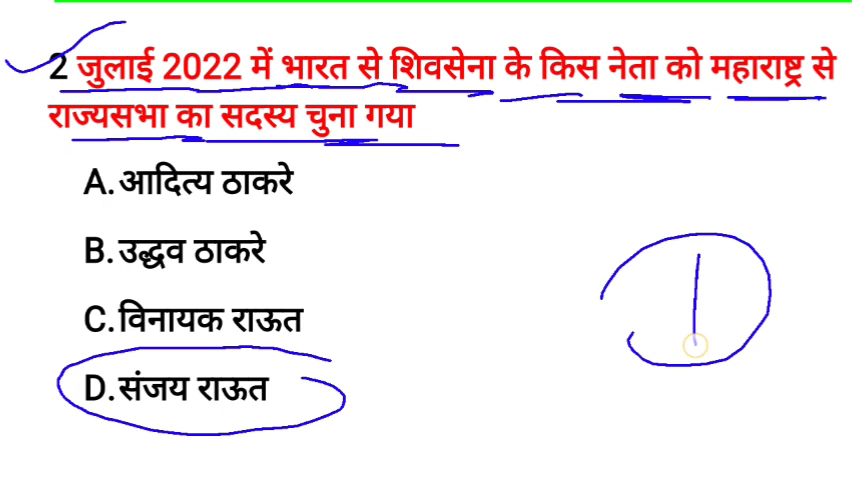 2 जुलाई 2022 में भारत से शिवसेना के किस नेता को महाराष्ट्र से
राज्यसभा का सदस्य चुना गया
A.आदित्य ठाकरे
B.उद्धव ठाकरे
C.विनायक राऊत
D.संजय राऊत